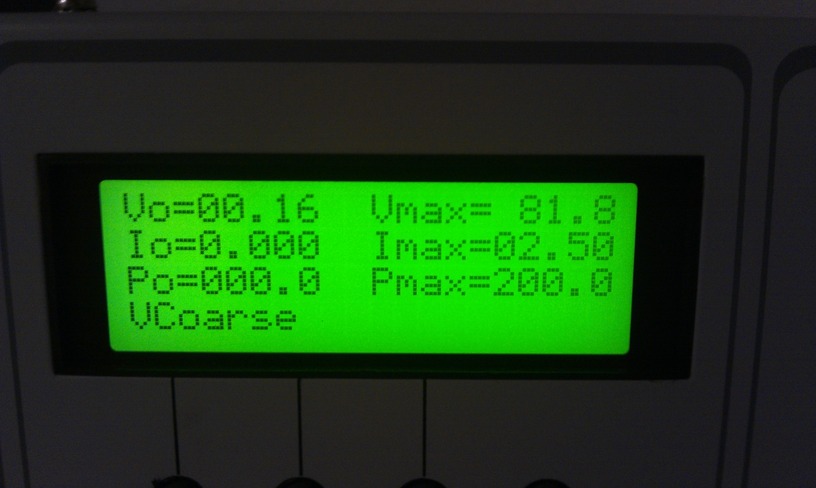 Vo=00.16 Vmax= 81.8
Io=0.000 Imax=02.50
Po=000.0 Pmax=200.0
VCoarse